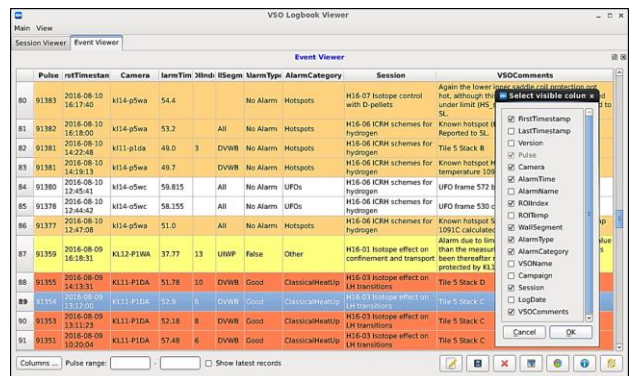 VSO Logbook Viewer
Main View
Session Viewer Event Viewer
Event Viewer
Pulse rstTimestan Camera larmTim llSegm AlarmType AlarmCategory Session VSOComments
80 91383 2016-08-10 16:17:40 kl14-p5wa 54.4 No Alarm Hotspots H16-07 Isotope control with D-pellets Again the lower inner saddle coil protection got
hot, although
under limit
SL.
81 91382 2016-08-10 16:18:00 kl14-p5wa 53.2 All No Alarm Hotspots H16-06 ICRH schemes for hydrogen Known hotspot
Reported to SL.
82 91381 2016-08-10 14:22:48 kl11-p1da 49.0 3 DVWB No Alarm Hotspots H16-06 ICRH schemes for hydrogen Tile 5 Stack B
83 91381 2016-08-10 14:19:13 kl14-p5wa 49.7 DVWB No Alarm Hotspots H16-06 ICRH schemes for hydrogen Known hotspot
temperature 109
84 91380 2016-08-10 12:45:41 kl14-o5wc 59.815 All No Alarm UFOs H16-06 ICRH schemes for hydrogen UFO frame 572
85 91378 2016-08-10 12:44:42 kl14-o5wc 58.155 All No Alarm UFOs H16-06 ICRH schemes for hydrogen UFO frame 530
86 91377 2016-08-10 12:47:08 kl14-p5wa 51.0 All No Alarm Hotspots H16-06 ICRH schemes for hydrogen Known hotspot
1091C calculated
87 91359 2016-08-09 16:18:31 KL12-P1WA 37.77 13 UIWP False Other H16-01 Isotope effect on confinement and transport Alarm due to
than the
been thereafter
protected by
88 91355 2016-08-09 14:13:31 KL11-P1DA 51.78 10 DVWB Good ClassicalHeatUp H16-03 Isotope effect on LH transitions Tile 5 Stack D
89 91354 2016-08-09 13:12:00 KL11-P1DA 52.9 6 DVWB Good ClassicalHeatUp H16-03 Isotope effect on LH transitions Tile 5 Stack C
90 91353 2016-08-09 13:11:23 KL11-P1DA 52.18 8 DVWB Good ClassicalHeatUp H16-03 Isotope effect on LH transitions Tile 5 Stack C
91 91351 2016-08-09 10:20:04 KL11-P1DA 57.48 6 DVWB Good ClassicalHeatUp H16-03 Isotope effect on LH transitions Tile 5 Stack C
Select visible colun
FirstTimestamp
LastTimestamp
Version
Pulse
Camera
AlarmTime
AlarmName
ROIIndex
ROITemp
WallSegment
AlarmType
AlarmCategory
VSOName
Campaign
Session
LogDate
VSOComments
Cancel OK
Columns ... Pulse range: - Show latest records